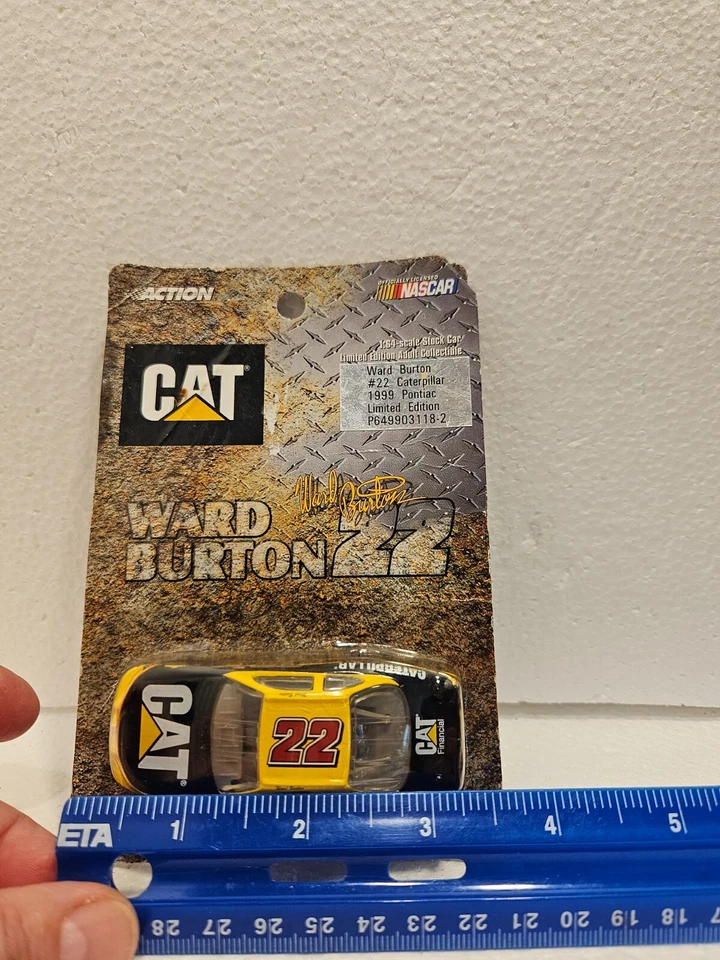 ACTION
OFFICIALLY LICENSED
NASCAR
1:64-scale Stock Car
Limited Edition Adult Collectible
CAT®
Ward Burton
#22 Caterpillar
1999 Pontiac
Limited Edition
P649903118-2
Ward Burton
WARD
BURTON 22
CATERPILLAR
CAT®
22
CAT
Financial
ETA 1 2 3 4 5
28 27 26 25 24 23 22 21 20 19 18